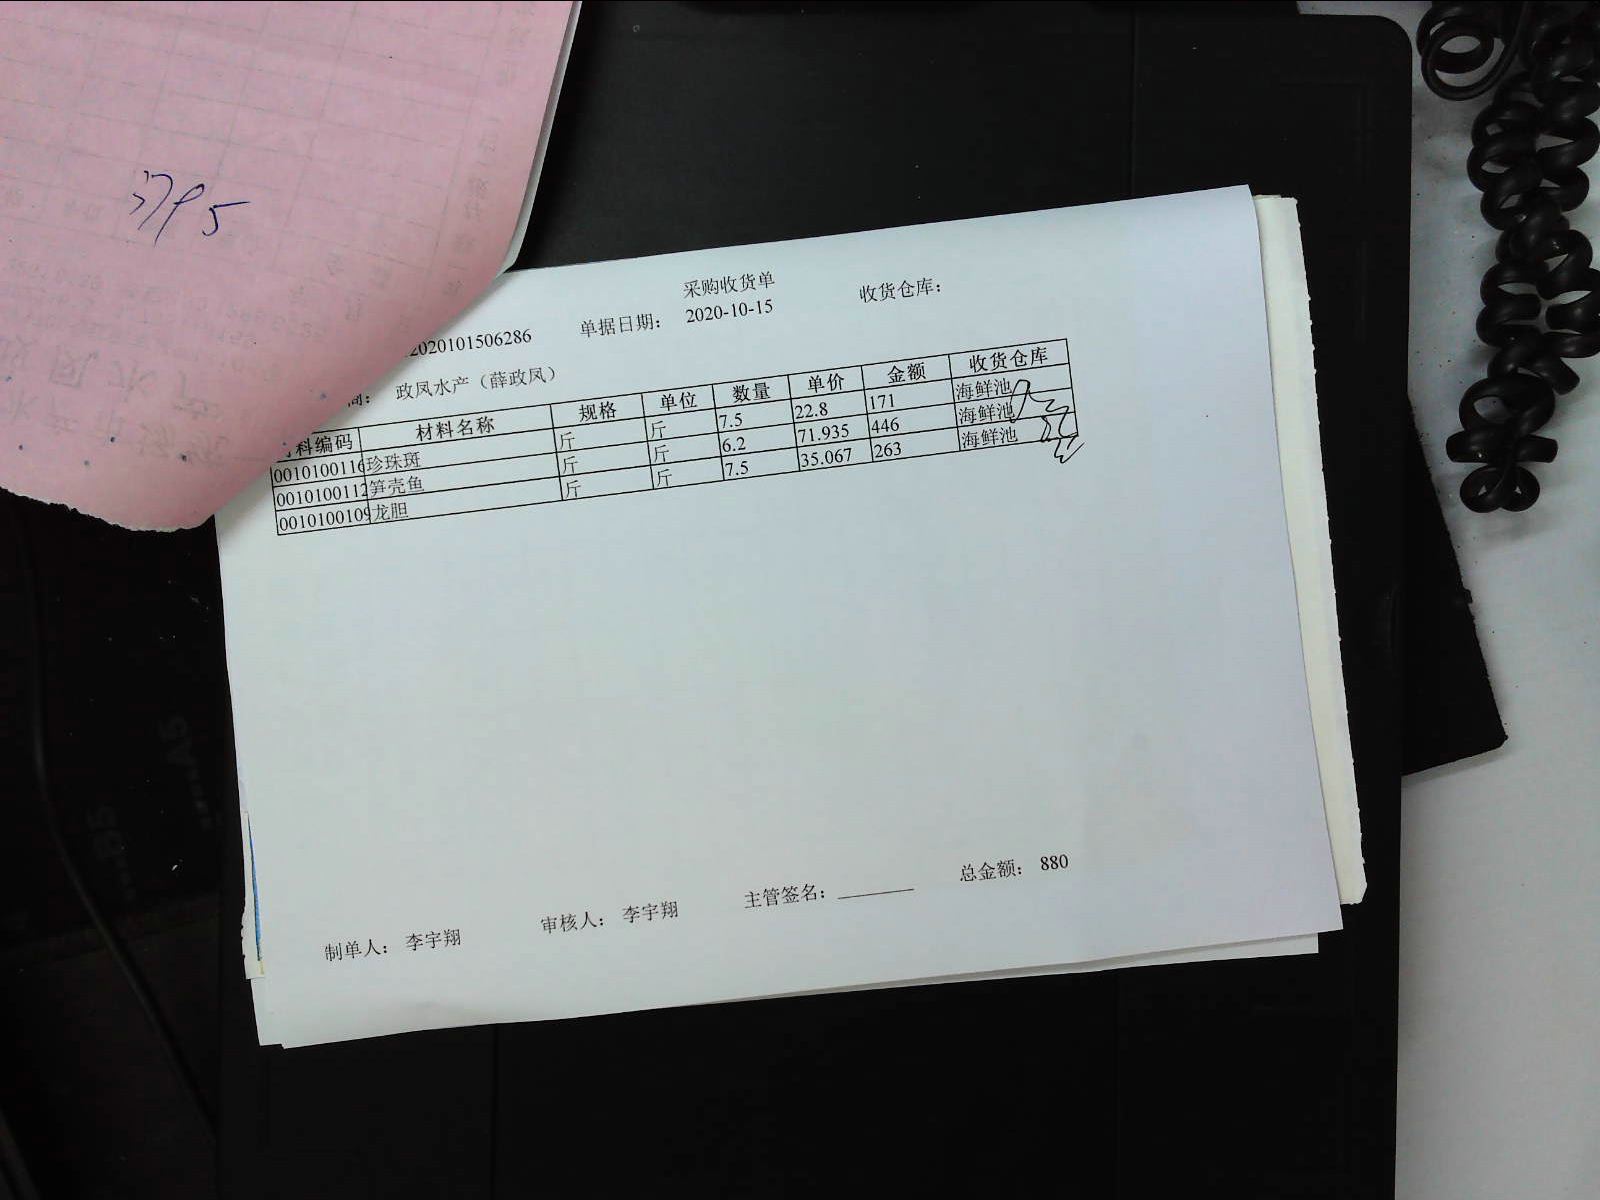 3795
采购收货单
2020101506286 单据日期： 2020-10-15 收货仓库：
商： 政凤水产（薛政凤）
料编码 材料名称 规格 单位 数量 单价 金额 收货仓库
0010100116 珍珠斑 斤 斤 7.5 22.8 171 海鲜池
0010100112 笋壳鱼 斤 斤 6.2 71.935 446 海鲜池
0010100109 龙胆 斤 斤 7.5 35.067 263 海鲜池
制单人： 李宇翔 审核人： 李宇翔 主管签名： 总金额： 880